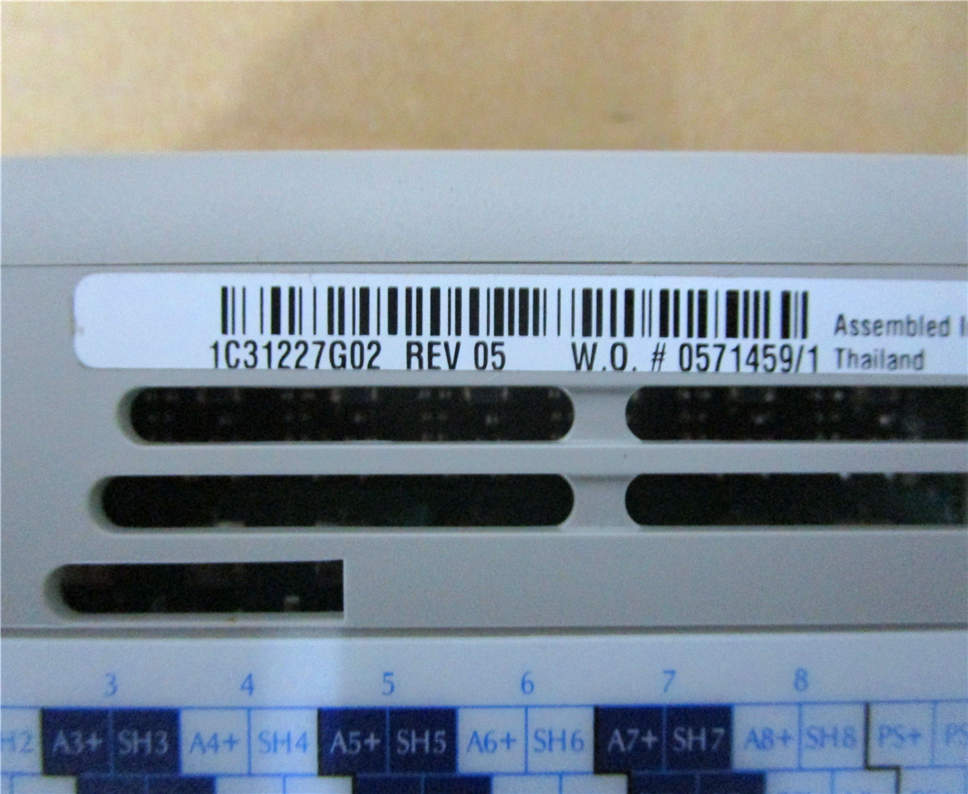 1C31227G02 REV 05 W.O. # 0571459/1
Assembled
Thailand
3 4 5 6 7 8
A3+ SH3 A4+ SH4 A5+ SH5 A6+ SH6 A7+ SH7 A8+ SH8 PS+